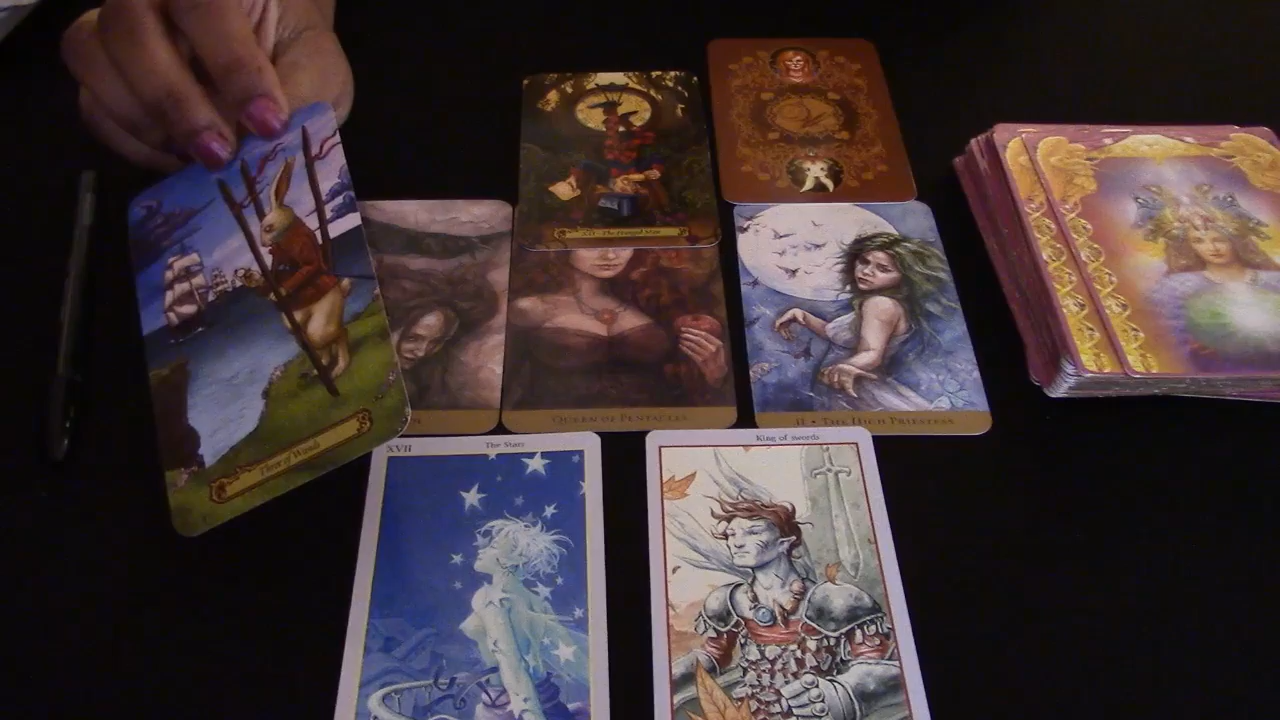 XII - The Hanged Man
Three of Wands
Queen of Pentacles
II • The High Priestess
XVII
The Stars
King of swords